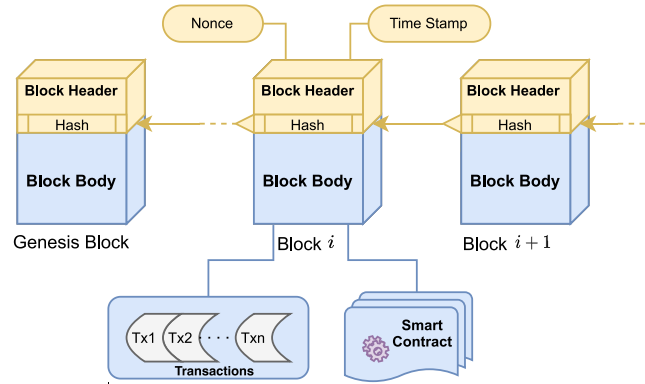 Nonce
Time Stamp
Block Header
Block Header
Block Header
Hash
Hash
Hash
Block Body
Block Body
Block Body
Genesis Block
Block i
Block i + 1
Tx1
Tx2
· · · ·
Txn
Transactions
Smart
Contract